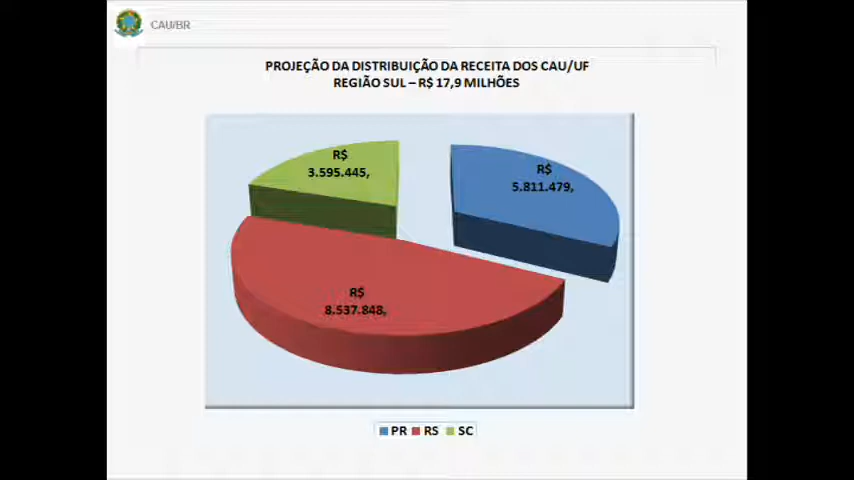 CAU/BR
PROJEÇÃO DA DISTRIBUIÇÃO DA RECEITA DOS CAU/UF
REGIÃO SUL – R$ 17,9 MILHÕES
R$
3.595.445,
R$
5.811.479,
R$
8.537.848,
PR RS SC